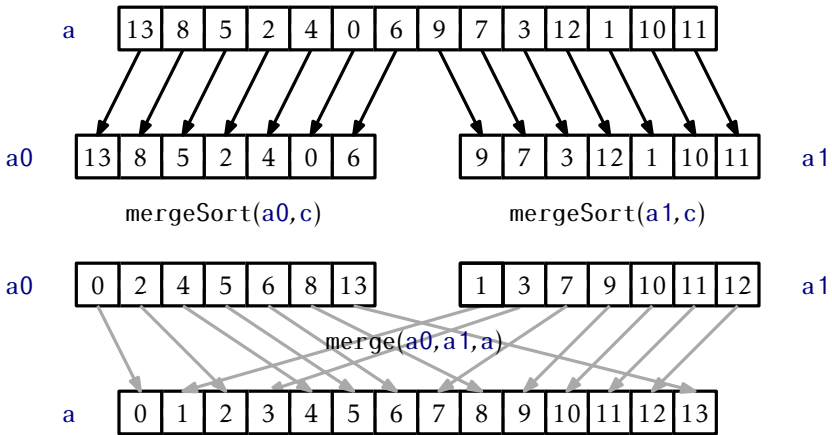 a 13 8 5 2 4 0 6 9 7 3 12 1 10 11
a0 13 8 5 2 4 0 6 9 7 3 12 1 10 11 a1
mergeSort(a0,c) mergeSort(a1,c)
a0 0 2 4 5 6 8 13 1 3 7 9 10 11 12 a1
merge(a0,a1,a)
a 0 1 2 3 4 5 6 7 8 9 10 11 12 13